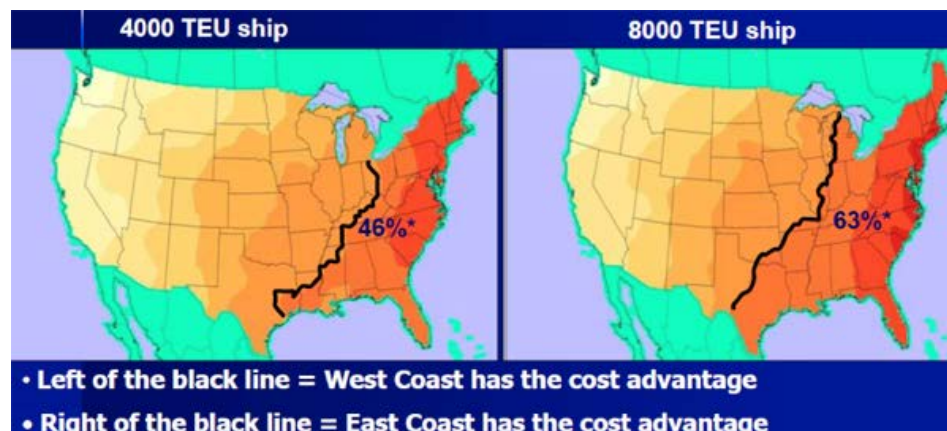 4000 TEU ship
8000 TEU ship
46%*
63%*
• Left of the black line = West Coast has the cost advantage
• Right of the black line = East Coast has the cost advantage